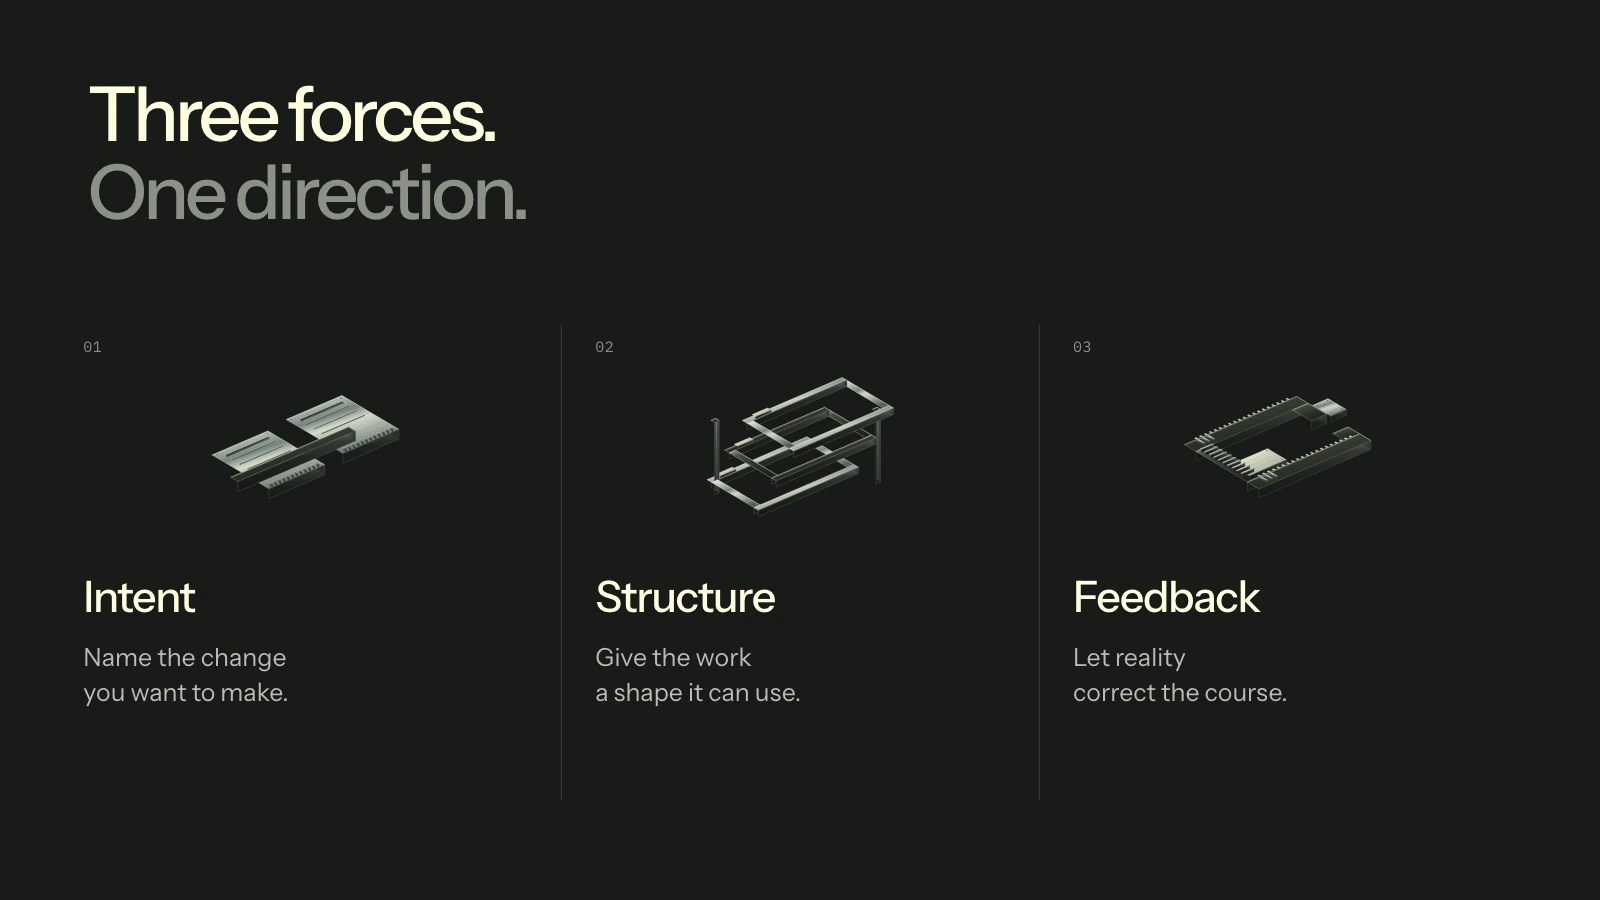 Three forces.
One direction.
01
02
03
Intent
Name the change
you want to make.
Structure
Give the work
a shape it can use.
Feedback
Let reality
correct the course.